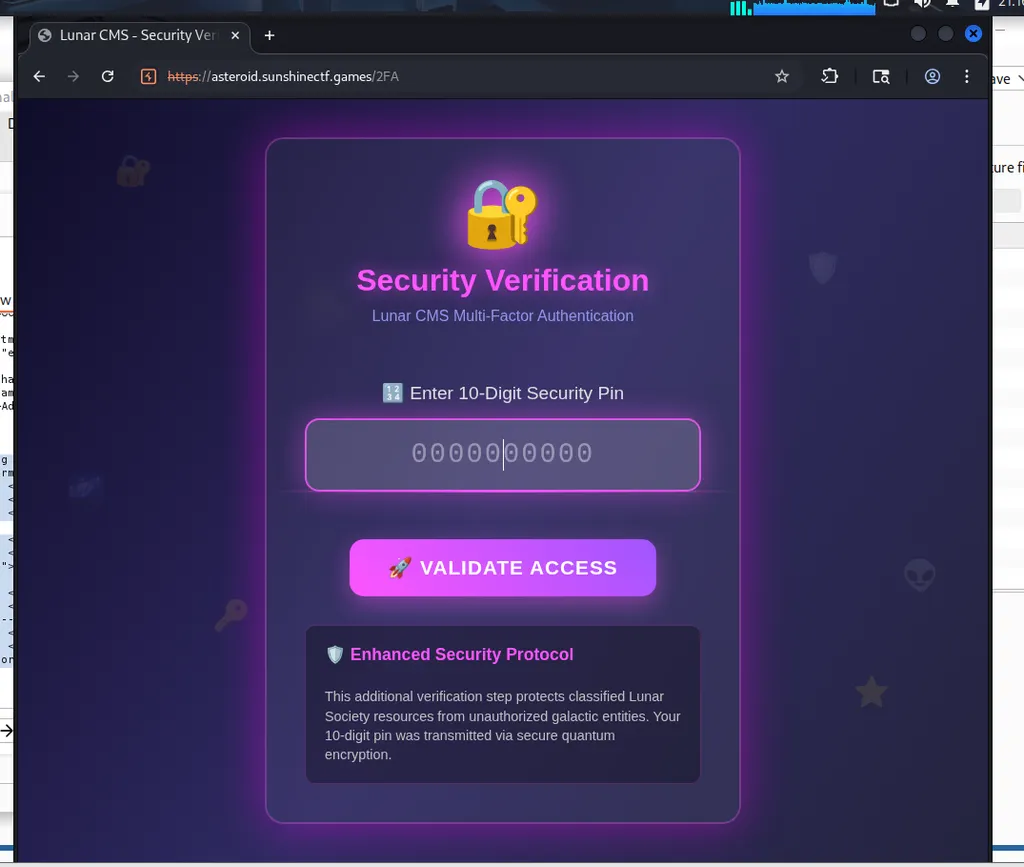 Lunar CMS - Security Ver
https://asteroid.sunshinectf.games/2FA
Security Verification
Lunar CMS Multi-Factor Authentication
🔢 Enter 10-Digit Security Pin
0000000000
🚀 VALIDATE ACCESS
🛡️ Enhanced Security Protocol
This additional verification step protects classified Lunar
Society resources from unauthorized galactic entities. Your
10-digit pin was transmitted via secure quantum
encryption.